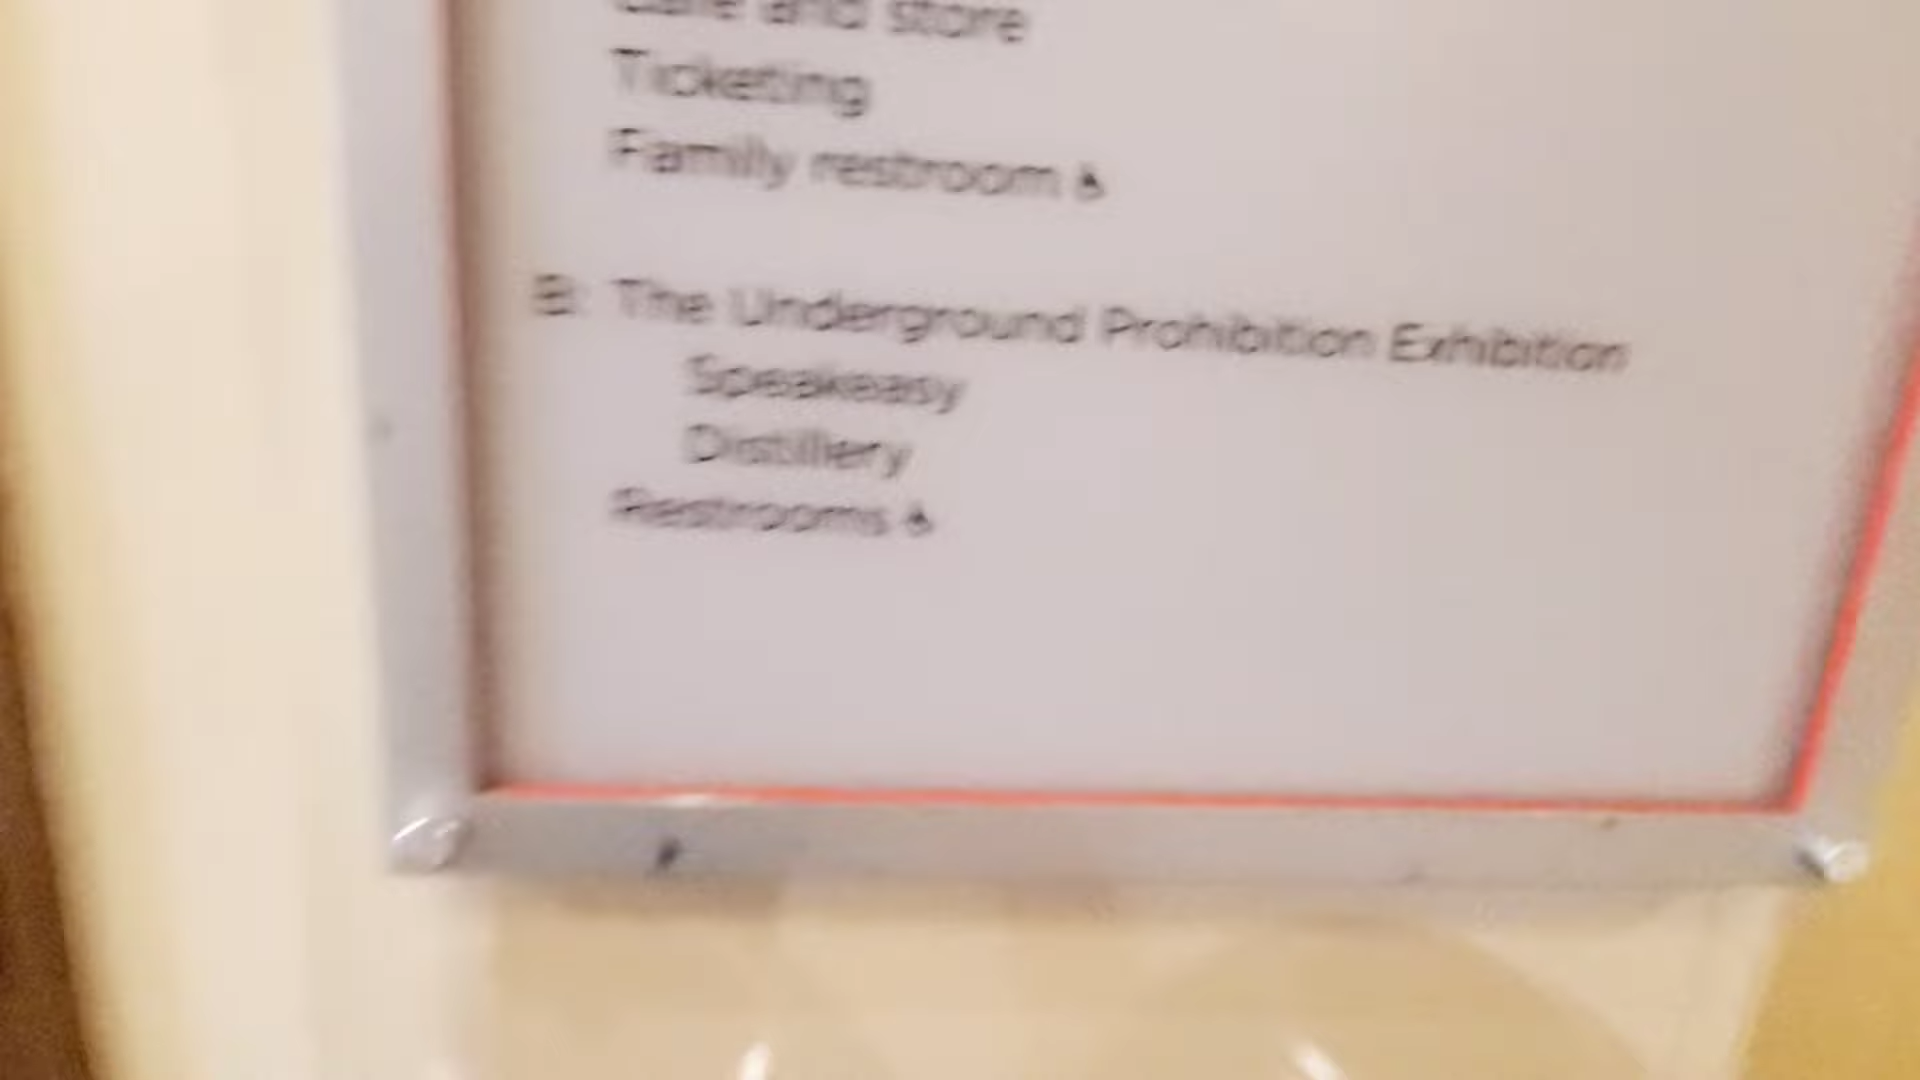 Cafe and store
Ticketing
Family restroom
B: The Underground Prohibition Exhibition
Speakeasy
Distillery
Restrooms